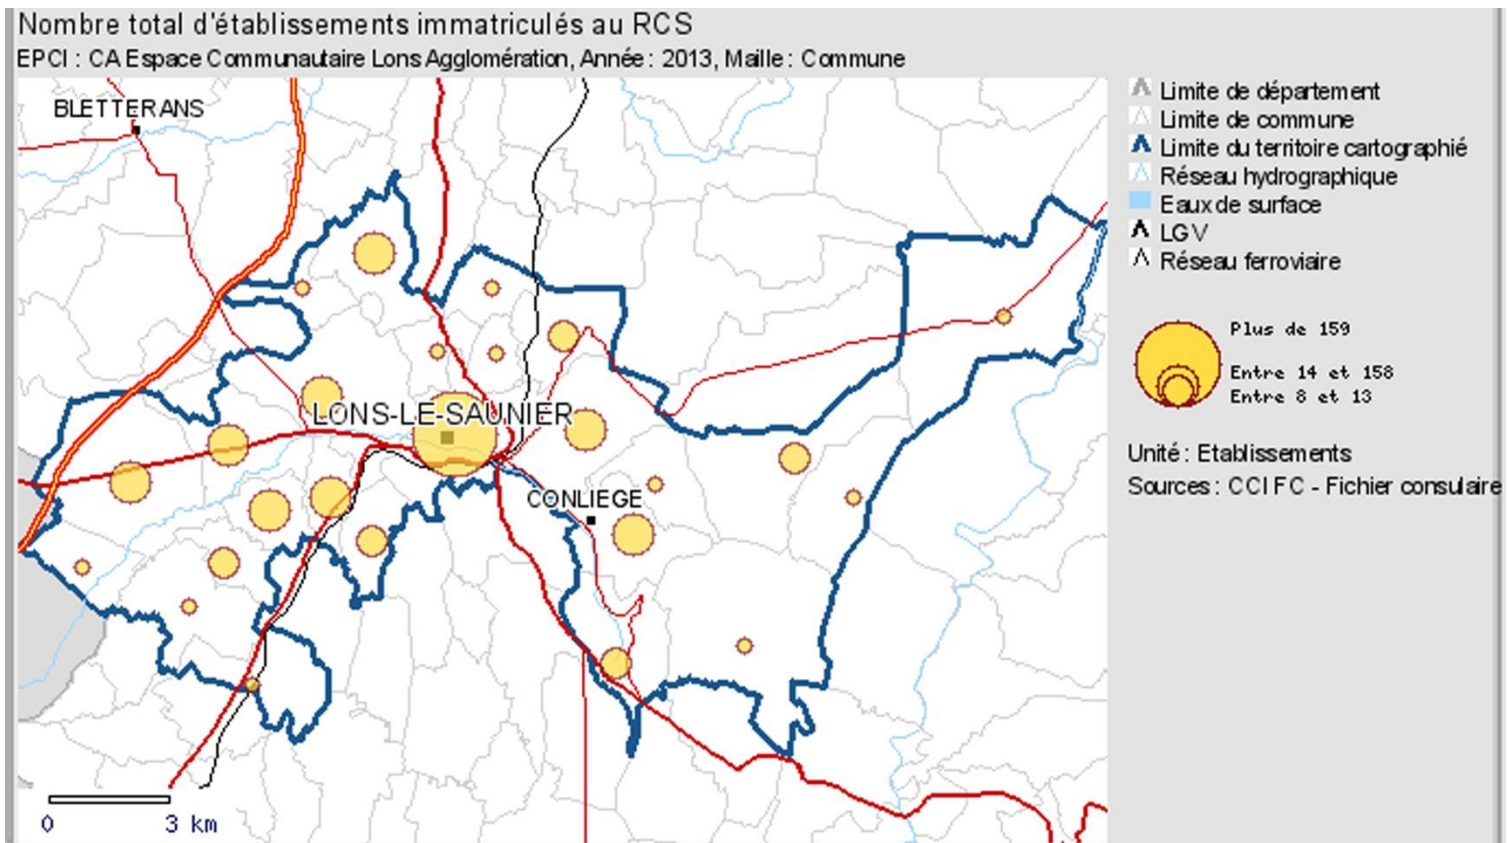 Nombre total d'établissements immatriculés au RCS
EPCI : CA Espace Communautaire Lons Agglomération, Année : 2013, Maille : Commune
BLETTERANS
LONS-LE-SAUNIER
CONLIEGE
0 3 km
Limite de département
Limite de commune
Limite du territoire cartographié
Réseau hydrographique
Eaux de surface
LGV
Réseau ferroviaire
Plus de 159
Entre 14 et 158
Entre 8 et 13
Unité : Etablissements
Sources : CCI FC - Fichier consulaire